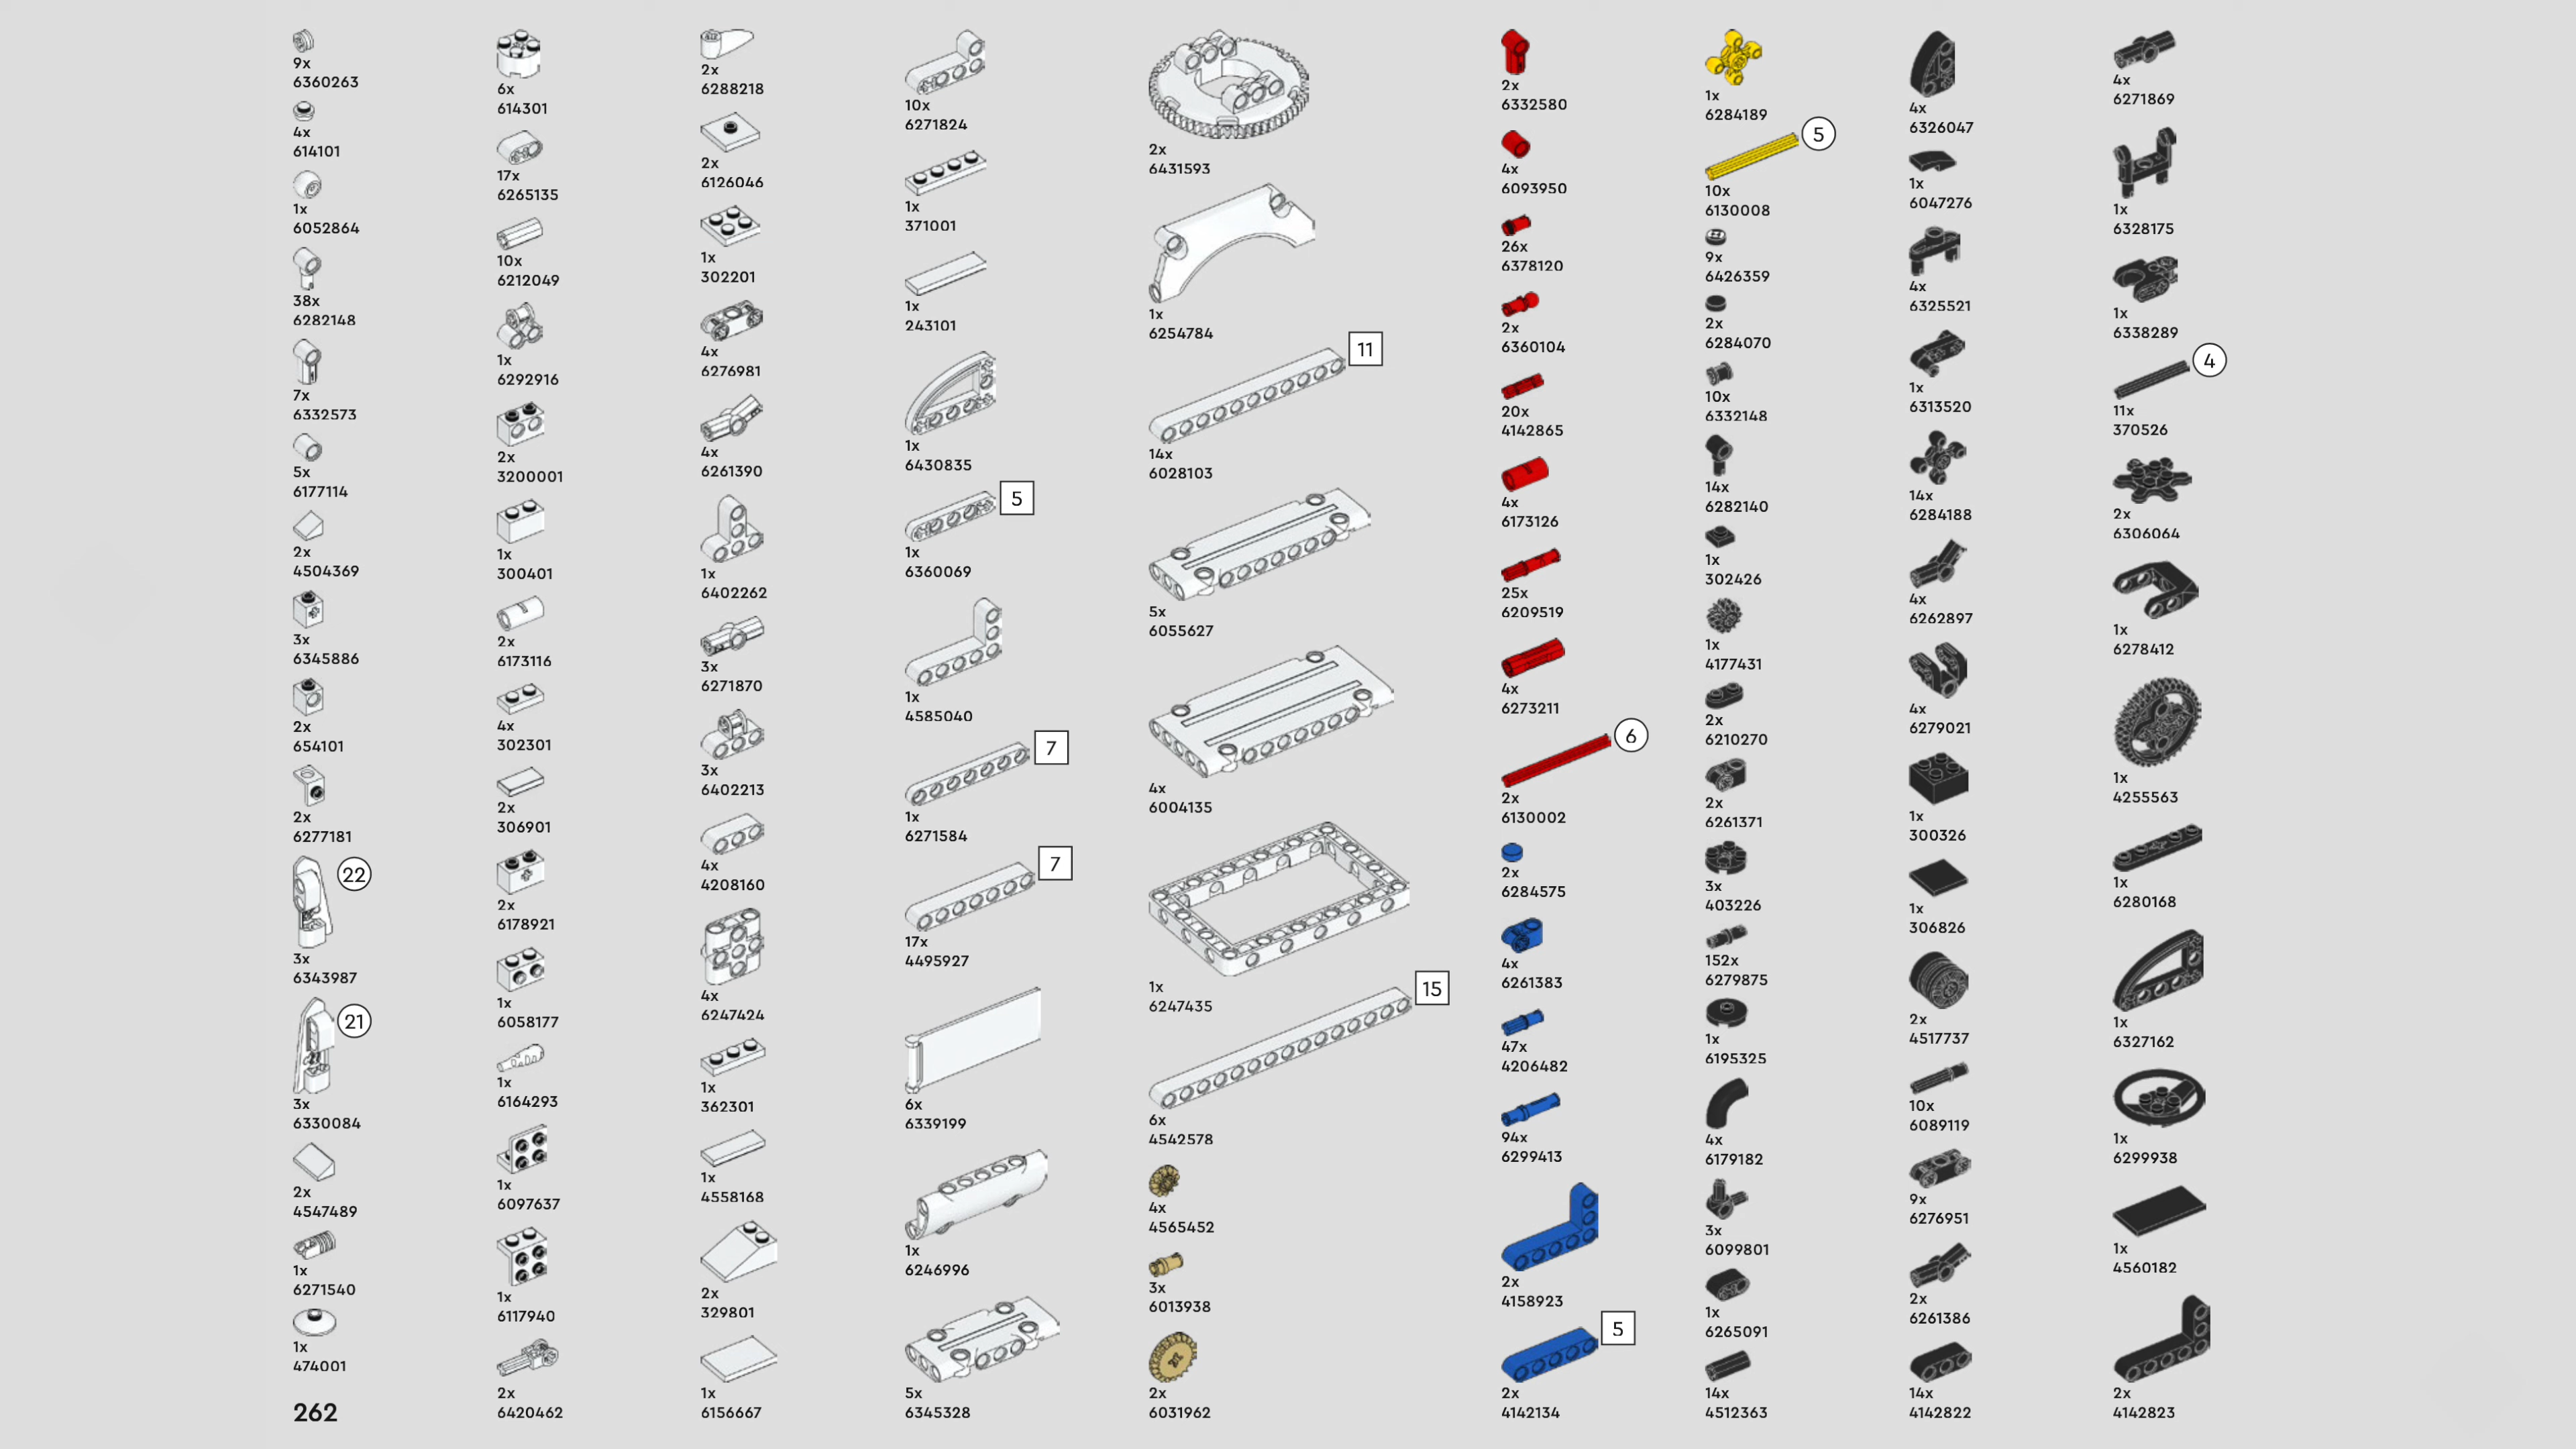 9x
6360263
4x
614101
1x
6052864
38x
6282148
7x
6332573
5x
6177114
2x
4504369
3x
6345886
2x
654101
2x
6277181
22
3x
6343987
21
3x
6330084
2x
4547489
1x
6271540
1x
474001
262
6x
614301
17x
6265135
10x
6212049
1x
6292916
2x
3200001
1x
300401
2x
6173116
4x
302301
2x
306901
2x
6178921
1x
6058177
1x
6164293
1x
6097637
1x
6117940
2x
6420462
2x
6288218
2x
6126046
1x
302201
4x
6276981
4x
6261390
1x
6402262
3x
6271870
3x
6402213
4x
4208160
4x
6247424
1x
362301
1x
4558168
2x
329801
1x
6156667
10x
6271824
1x
371001
1x
243101
1x
6430835
5
1x
6360069
1x
4585040
7
1x
6271584
7
17x
4495927
6x
6339199
1x
6246996
5x
6345328
2x
6431593
1x
6254784
11
14x
6028103
5x
6055627
4x
6004135
1x
6247435
15
6x
4542578
4x
4565452
3x
6013938
2x
6031962
2x
6332580
4x
6093950
26x
6378120
2x
6360104
20x
4142865
4x
6173126
25x
6209519
4x
6273211
6
2x
6130002
2x
6284575
4x
6261383
47x
4206482
94x
6299413
2x
4158923
5
2x
4142134
1x
6284189
5
10x
6130008
9x
6426359
2x
6284070
10x
6332148
14x
6282140
1x
302426
1x
4177431
2x
6210270
2x
6261371
3x
403226
152x
6279875
1x
6195325
4x
6179182
3x
6099801
1x
6265091
14x
4512363
4x
6326047
1x
6047276
4x
6325521
1x
6313520
14x
6284188
4x
6262897
4x
6279021
1x
300326
1x
306826
2x
4517737
10x
6089119
9x
6276951
2x
6261386
14x
4142822
4x
6271869
1x
6328175
1x
6338289
4
11x
370526
2x
6306064
1x
6278412
1x
4255563
1x
6280168
1x
6327162
1x
6299938
1x
4560182
2x
4142823